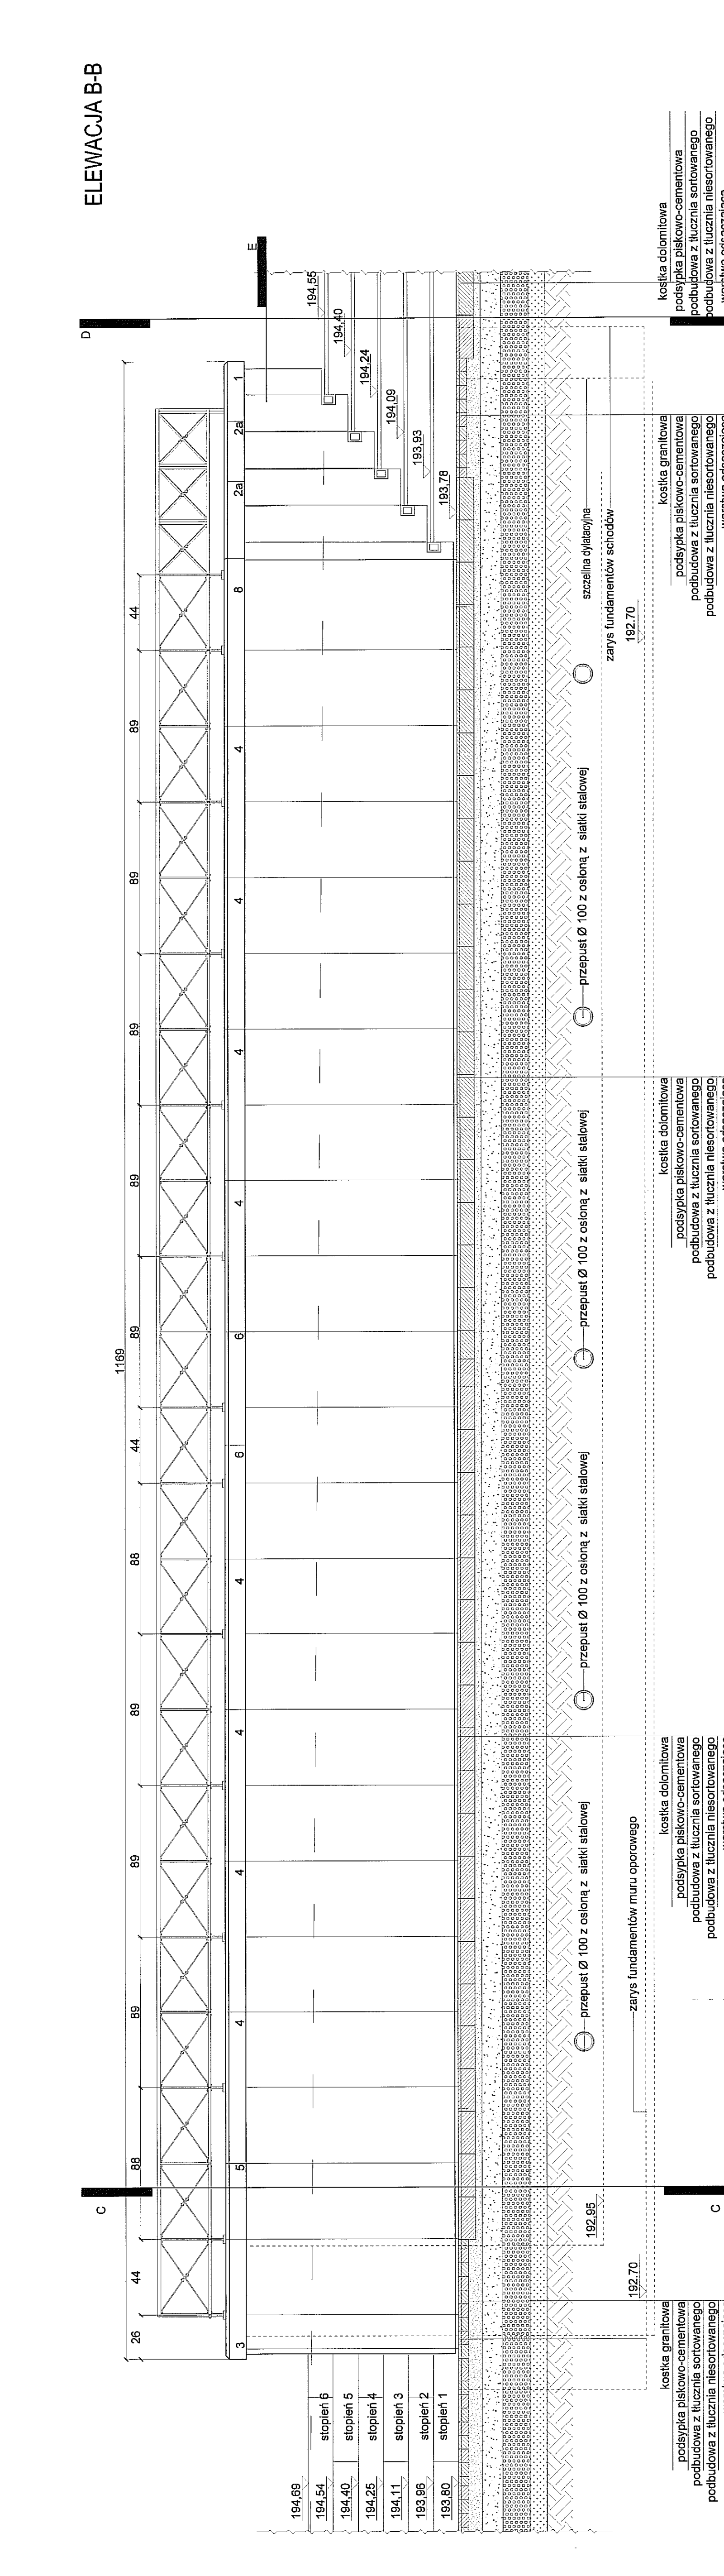 ELEWACJA B-B
1169
26
44
88
89
89
89
88
44
89
89
89
89
89
44
C
D
E
3
5
4
4
4
4
6
6
4
4
4
4
8
2a
2a
1
194,69
194,54
194,40
194,25
194,11
193,96
193,80
stopień 6
stopień 5
stopień 4
stopień 3
stopień 2
stopień 1
194,55
194,40
194,24
194,09
193,93
193,78
192,95
192.70
192.70
zarys fundamentów muru oporowego
przepust Ø 100 z osłoną z siatki stalowej
przepust Ø 100 z osłoną z siatki stalowej
przepust Ø 100 z osłoną z siatki stalowej
przepust Ø 100 z osłoną z siatki stalowej
szczelina dylatacyjna
zarys fundamentów schodów
C
kostka granitowa
podsypka piskowo-cementowa
podbudowa z tłucznia sortowanego
podbudowa z tłucznia niesortowanego
kostka dolomitowa
podsypka piskowo-cementowa
podbudowa z tłucznia sortowanego
podbudowa z tłucznia niesortowanego
kostka dolomitowa
podsypka piskowo-cementowa
podbudowa z tłucznia sortowanego
podbudowa z tłucznia niesortowanego
kostka granitowa
podsypka piskowo-cementowa
podbudowa z tłucznia sortowanego
podbudowa z tłucznia niesortowanego
kostka dolomitowa
podsypka piskowo-cementowa
podbudowa z tłucznia sortowanego
podbudowa z tłucznia niesortowanego